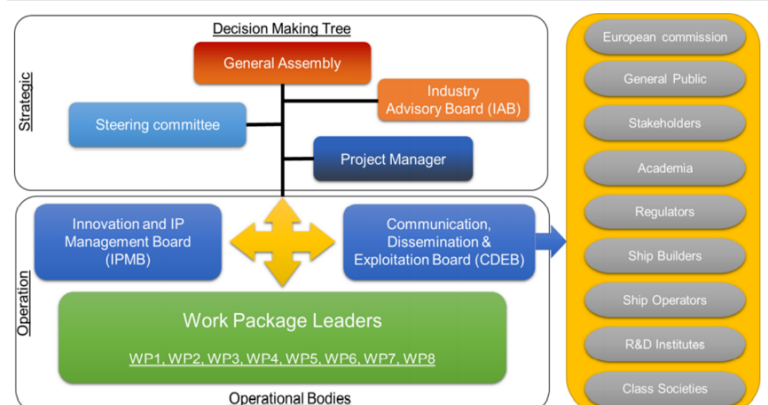 Decision Making Tree
Strategic
General Assembly
Industry
Advisory Board (IAB)
Steering committee
Project Manager
Operation
Innovation and IP
Management Board
(IPMB)
Communication,
Dissemination &
Exploitation Board (CDEB)
Work Package Leaders
WP1, WP2, WP3, WP4, WP5, WP6, WP7, WP8
Operational Bodies
European commission
General Public
Stakeholders
Academia
Regulators
Ship Builders
Ship Operators
R&D Institutes
Class Societies